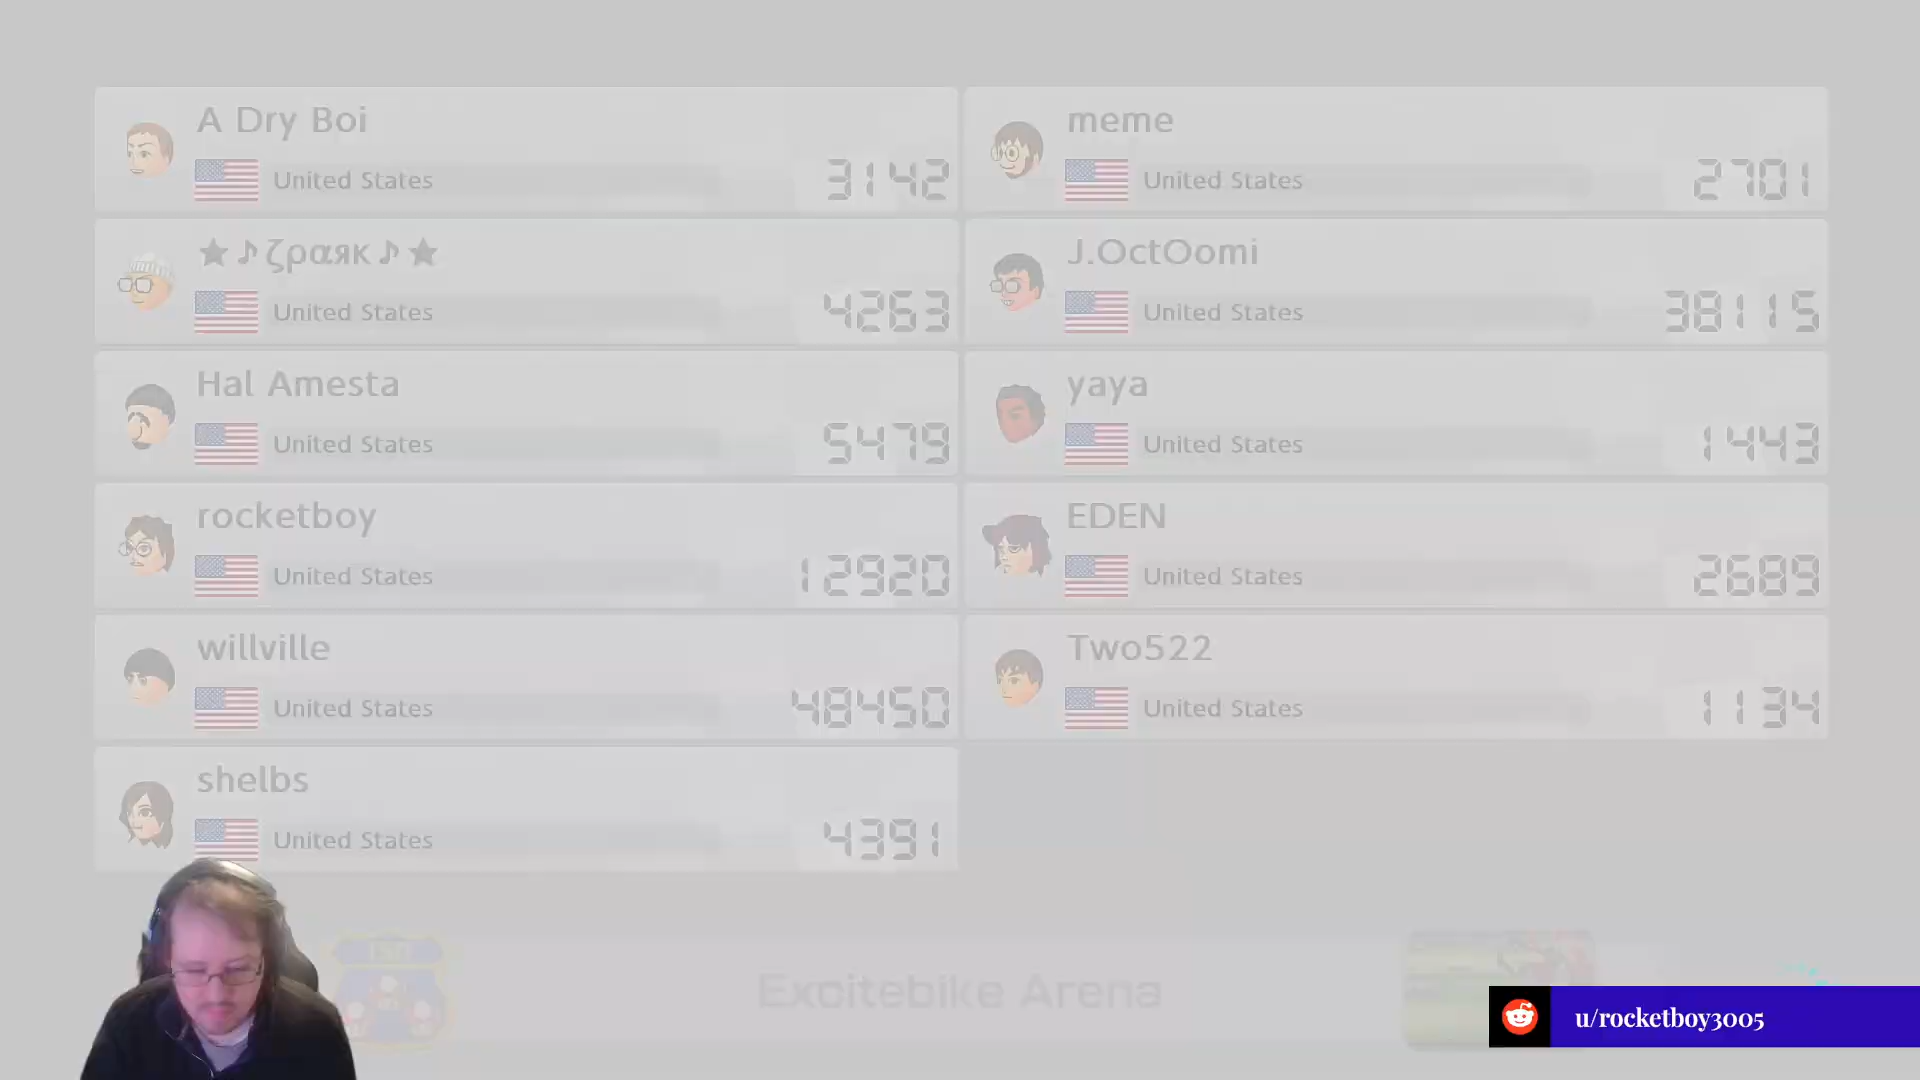 A Dry Boi
United States
3142
meme
United States
2701
★♪ζραяκ♪★
United States
4263
J.OctOomi
United States
38115
Hal Amesta
United States
5479
yaya
United States
1443
rocketboy
United States
12920
EDEN
United States
2689
willville
United States
48450
Two522
United States
1134
shelbs
United States
4391
Excitebike Arena
u/rocketboy3005